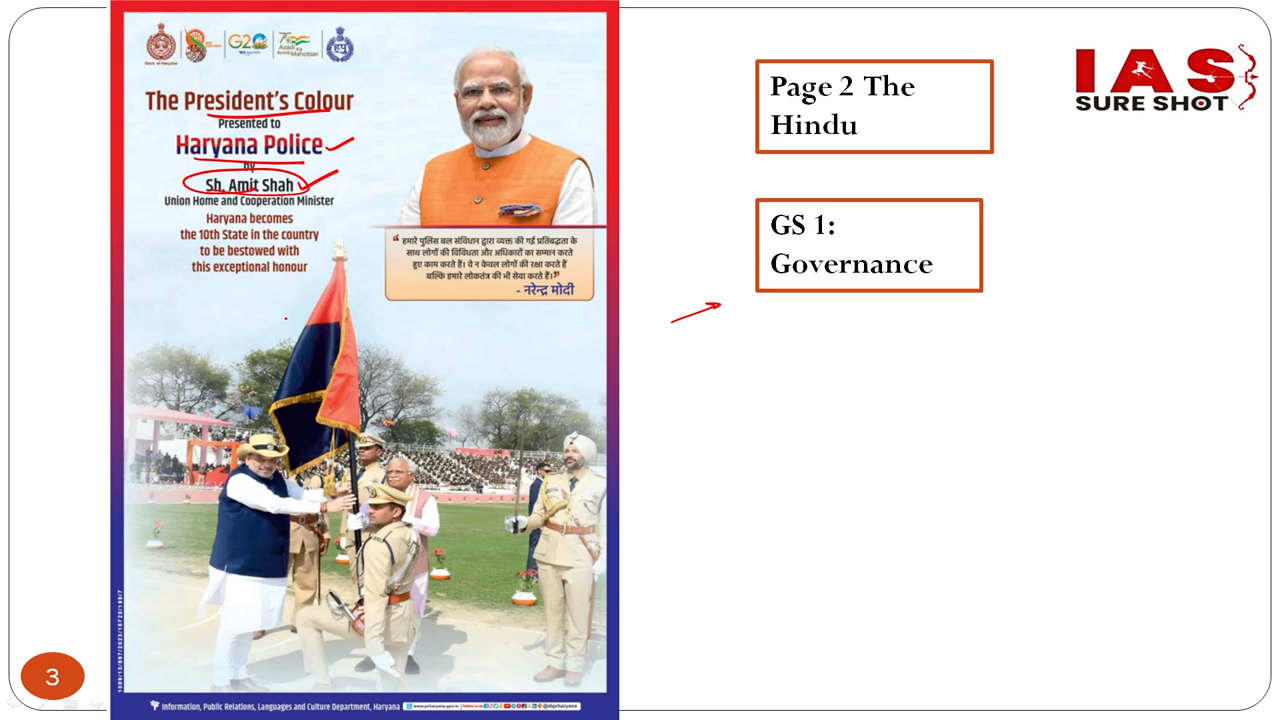 Govt. of Haryana
G20
75
Azadi Ka
Amrit Mahotsav
ह पु
The President's Colour
Presented to
Haryana Police
by
Sh. Amit Shah
Union Home and Cooperation Minister
Haryana becomes
the 10th State in the country
to be bestowed with
this exceptional honour
“ हमारे पुलिस बल संविधान द्वारा व्यक्त की गई प्रतिबद्धता के
साथ लोगों की विविधता और अधिकारों का सम्मान करते
हुए काम करते हैं। ये न केवल लोगों की रक्षा करते हैं
बल्कि हमारे लोकतंत्र की भी सेवा करते हैं।”
- नरेन्द्र मोदी
Information, Public Relations, Languages and Culture Department, Haryana
www.prharyana.gov.in
Follow us on
@diprharyana
Page 2 The
Hindu
GS 1:
Governance
IAS
SURE SHOT
3